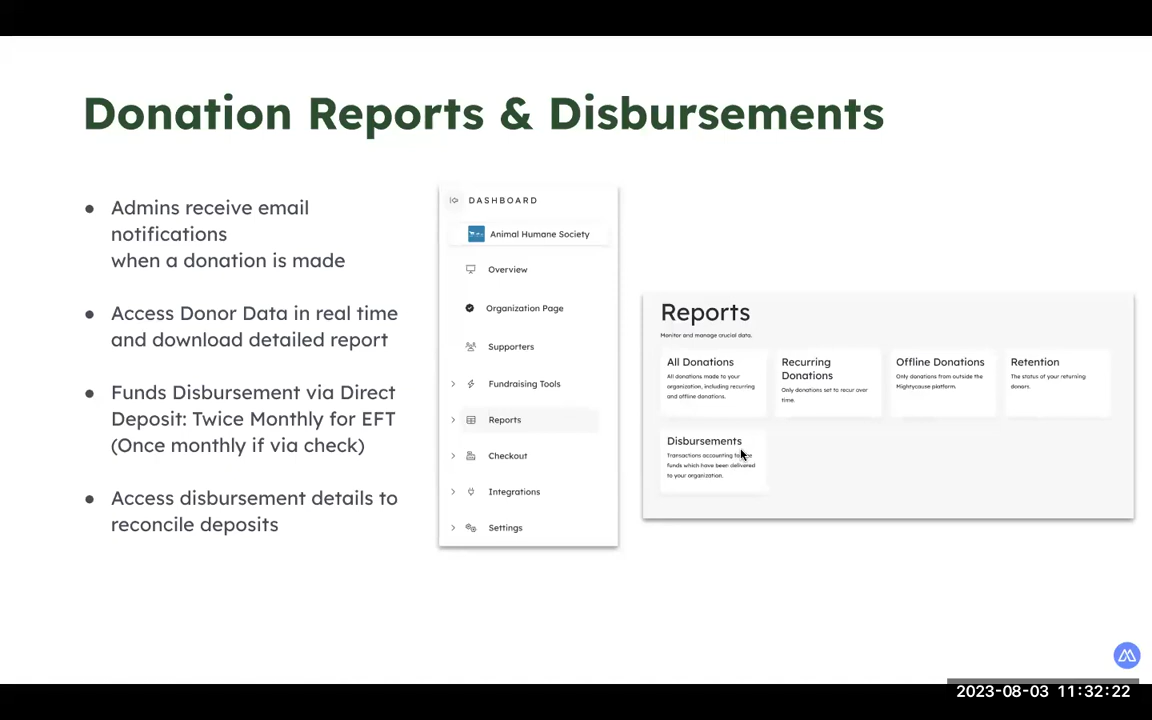 Donation Reports & Disbursements
● Admins receive email
notifications
when a donation is made
● Access Donor Data in real time
and download detailed report
● Funds Disbursement via Direct
Deposit: Twice Monthly for EFT
(Once monthly if via check)
● Access disbursement details to
reconcile deposits
DASHBOARD
Animal Humane Society
Overview
Organization Page
Supporters
Fundraising Tools
Reports
Checkout
Integrations
Settings
Reports
Monitor and manage crucial data.
All Donations
All donations made to your
organization, including recurring
and offline donations.
Recurring
Donations
Only donations set to recur over
time.
Offline Donations
Only donations from outside the
Mightycause platform.
Retention
The status of your returning
donors.
Disbursements
Transactions accounting
funds which have been delivered
to your organization.
2023-08-03 11:32:22